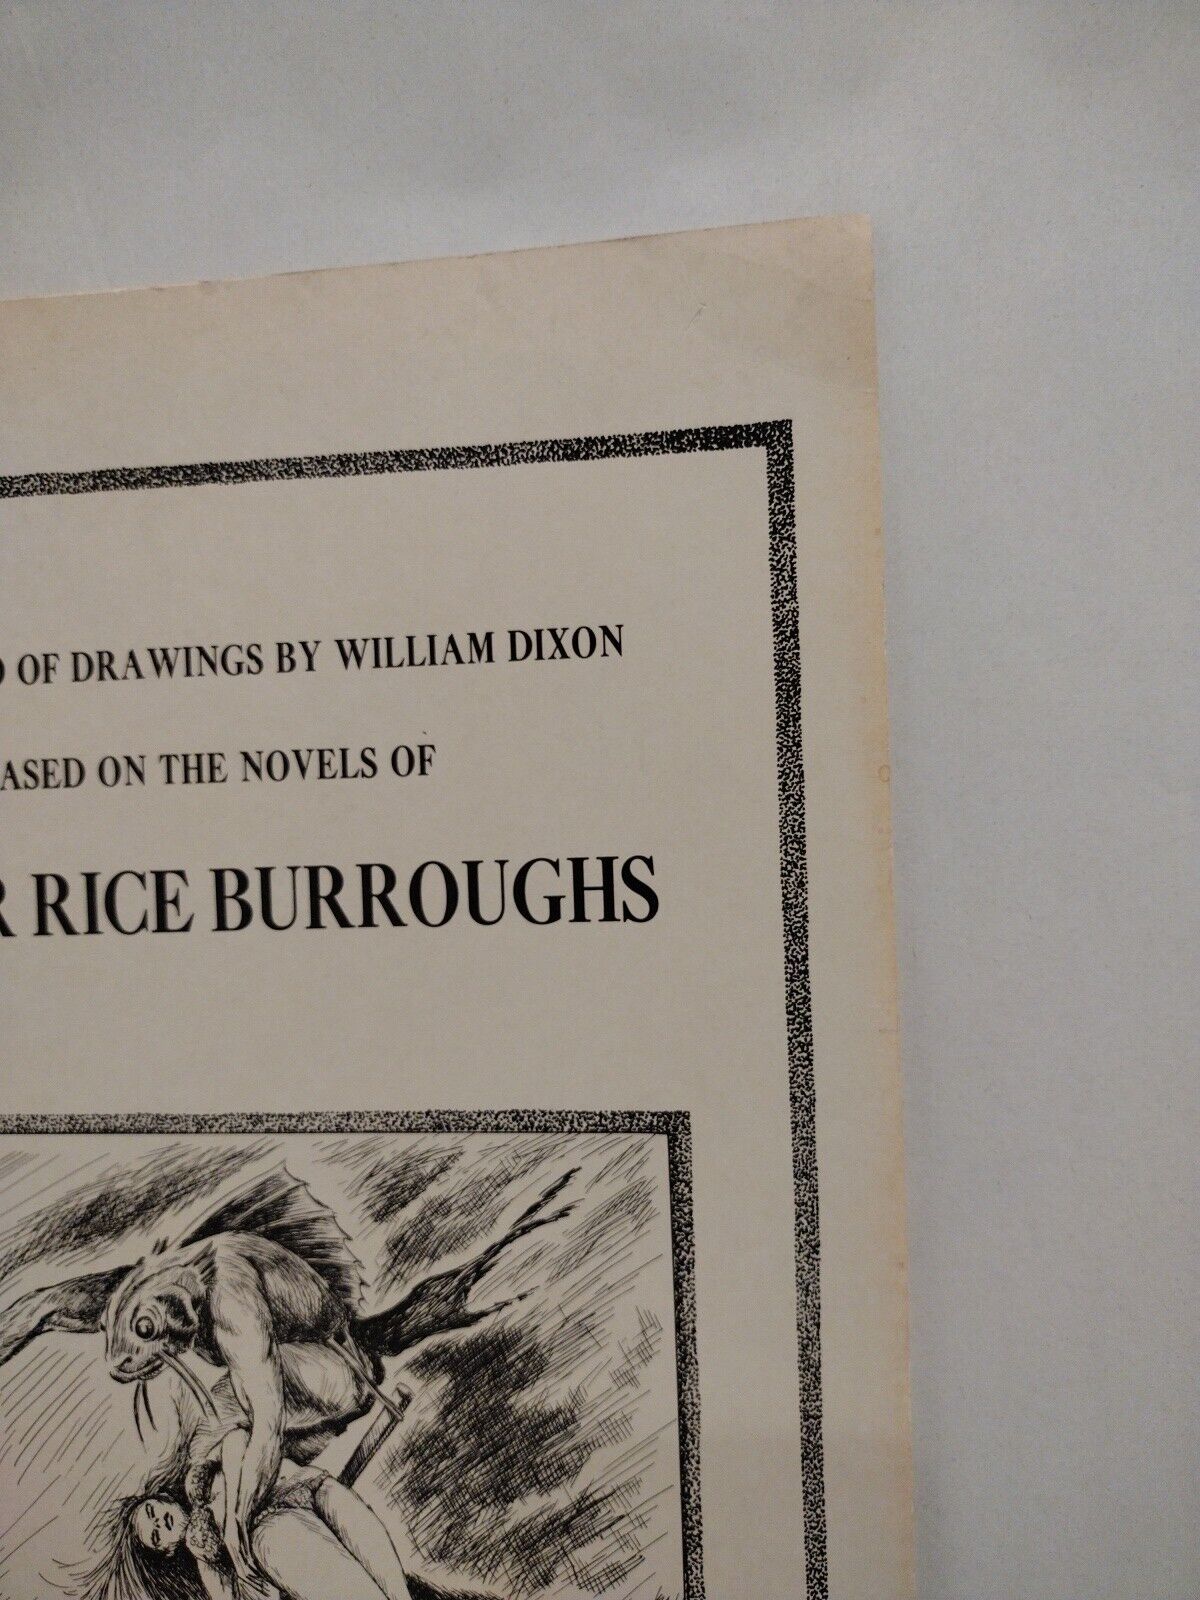 O OF DRAWINGS BY WILLIAM DIXON
ASED ON THE NOVELS OF
R RICE BURROUGHS